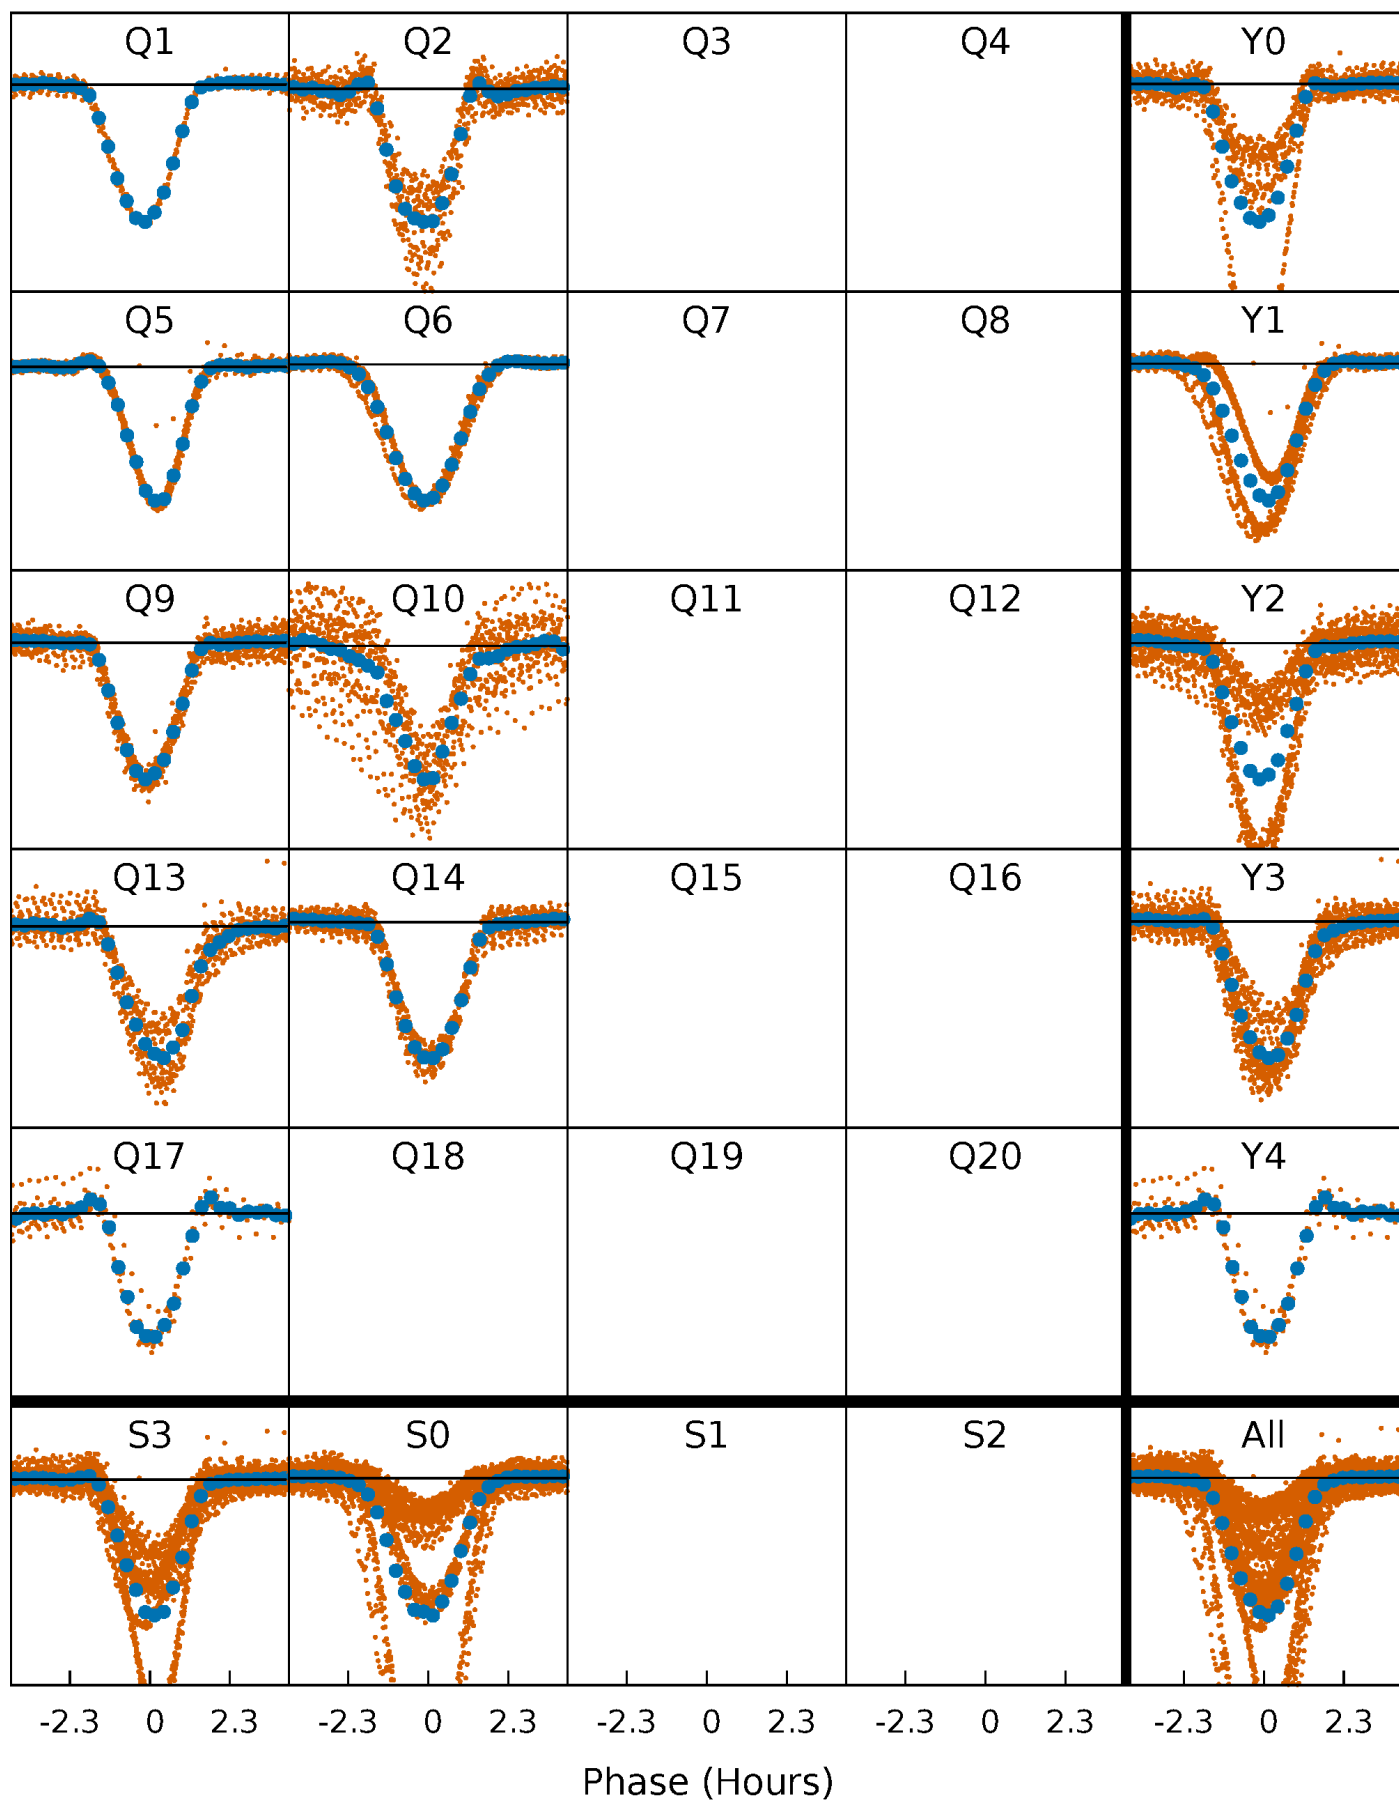 Q1 Q2 Q3 Q4 Y0
Q5 Q6 Q7 Q8 Y1
Q9 Q10 Q11 Q12 Y2
Q13 Q14 Q15 Q16 Y3
Q17 Q18 Q19 Q20 Y4
S3 S0 S1 S2 All
-2.3 0 2.3 -2.3 0 2.3 -2.3 0 2.3 -2.3 0 2.3 -2.3 0 2.3
Phase (Hours)